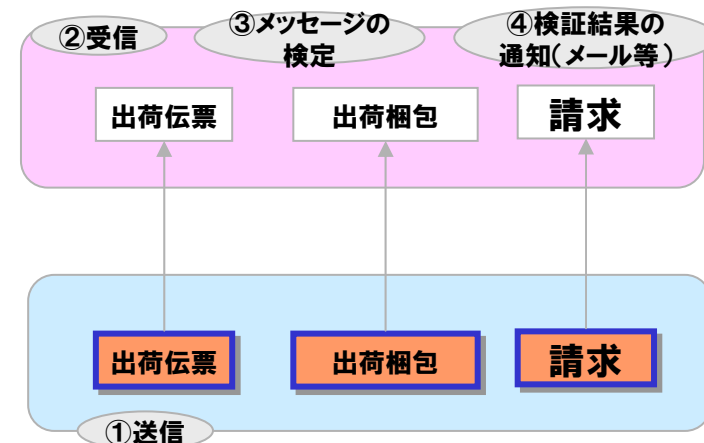 ②受信
③メッセージの
検定
④検証結果の
通知(メール等)
出荷伝票
出荷梱包
請求
出荷伝票
出荷梱包
請求
①送信